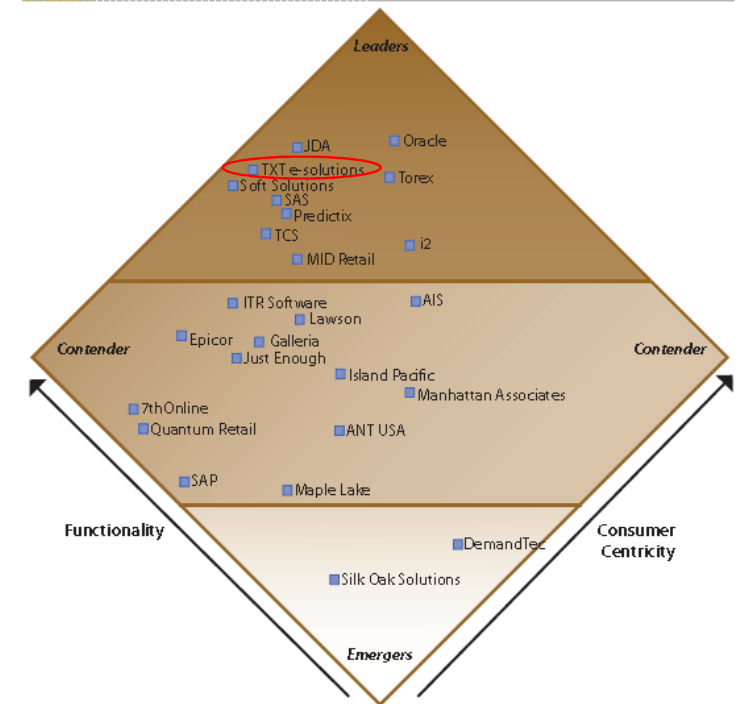 Leaders
JDA
Oracle
TXT e-solutions
Torex
Soft Solutions
SAS
Predictix
TCS
i2
MID Retail
ITR Software
AIS
Lawson
Epicor
Galleria
Contender
Contender
Just Enough
Island Pacific
Manhattan Associates
7thOnline
Quantum Retail
ANT USA
SAP
Maple Lake
Functionality
Consumer
Centricity
DemandTec
Silk Oak Solutions
Emergers